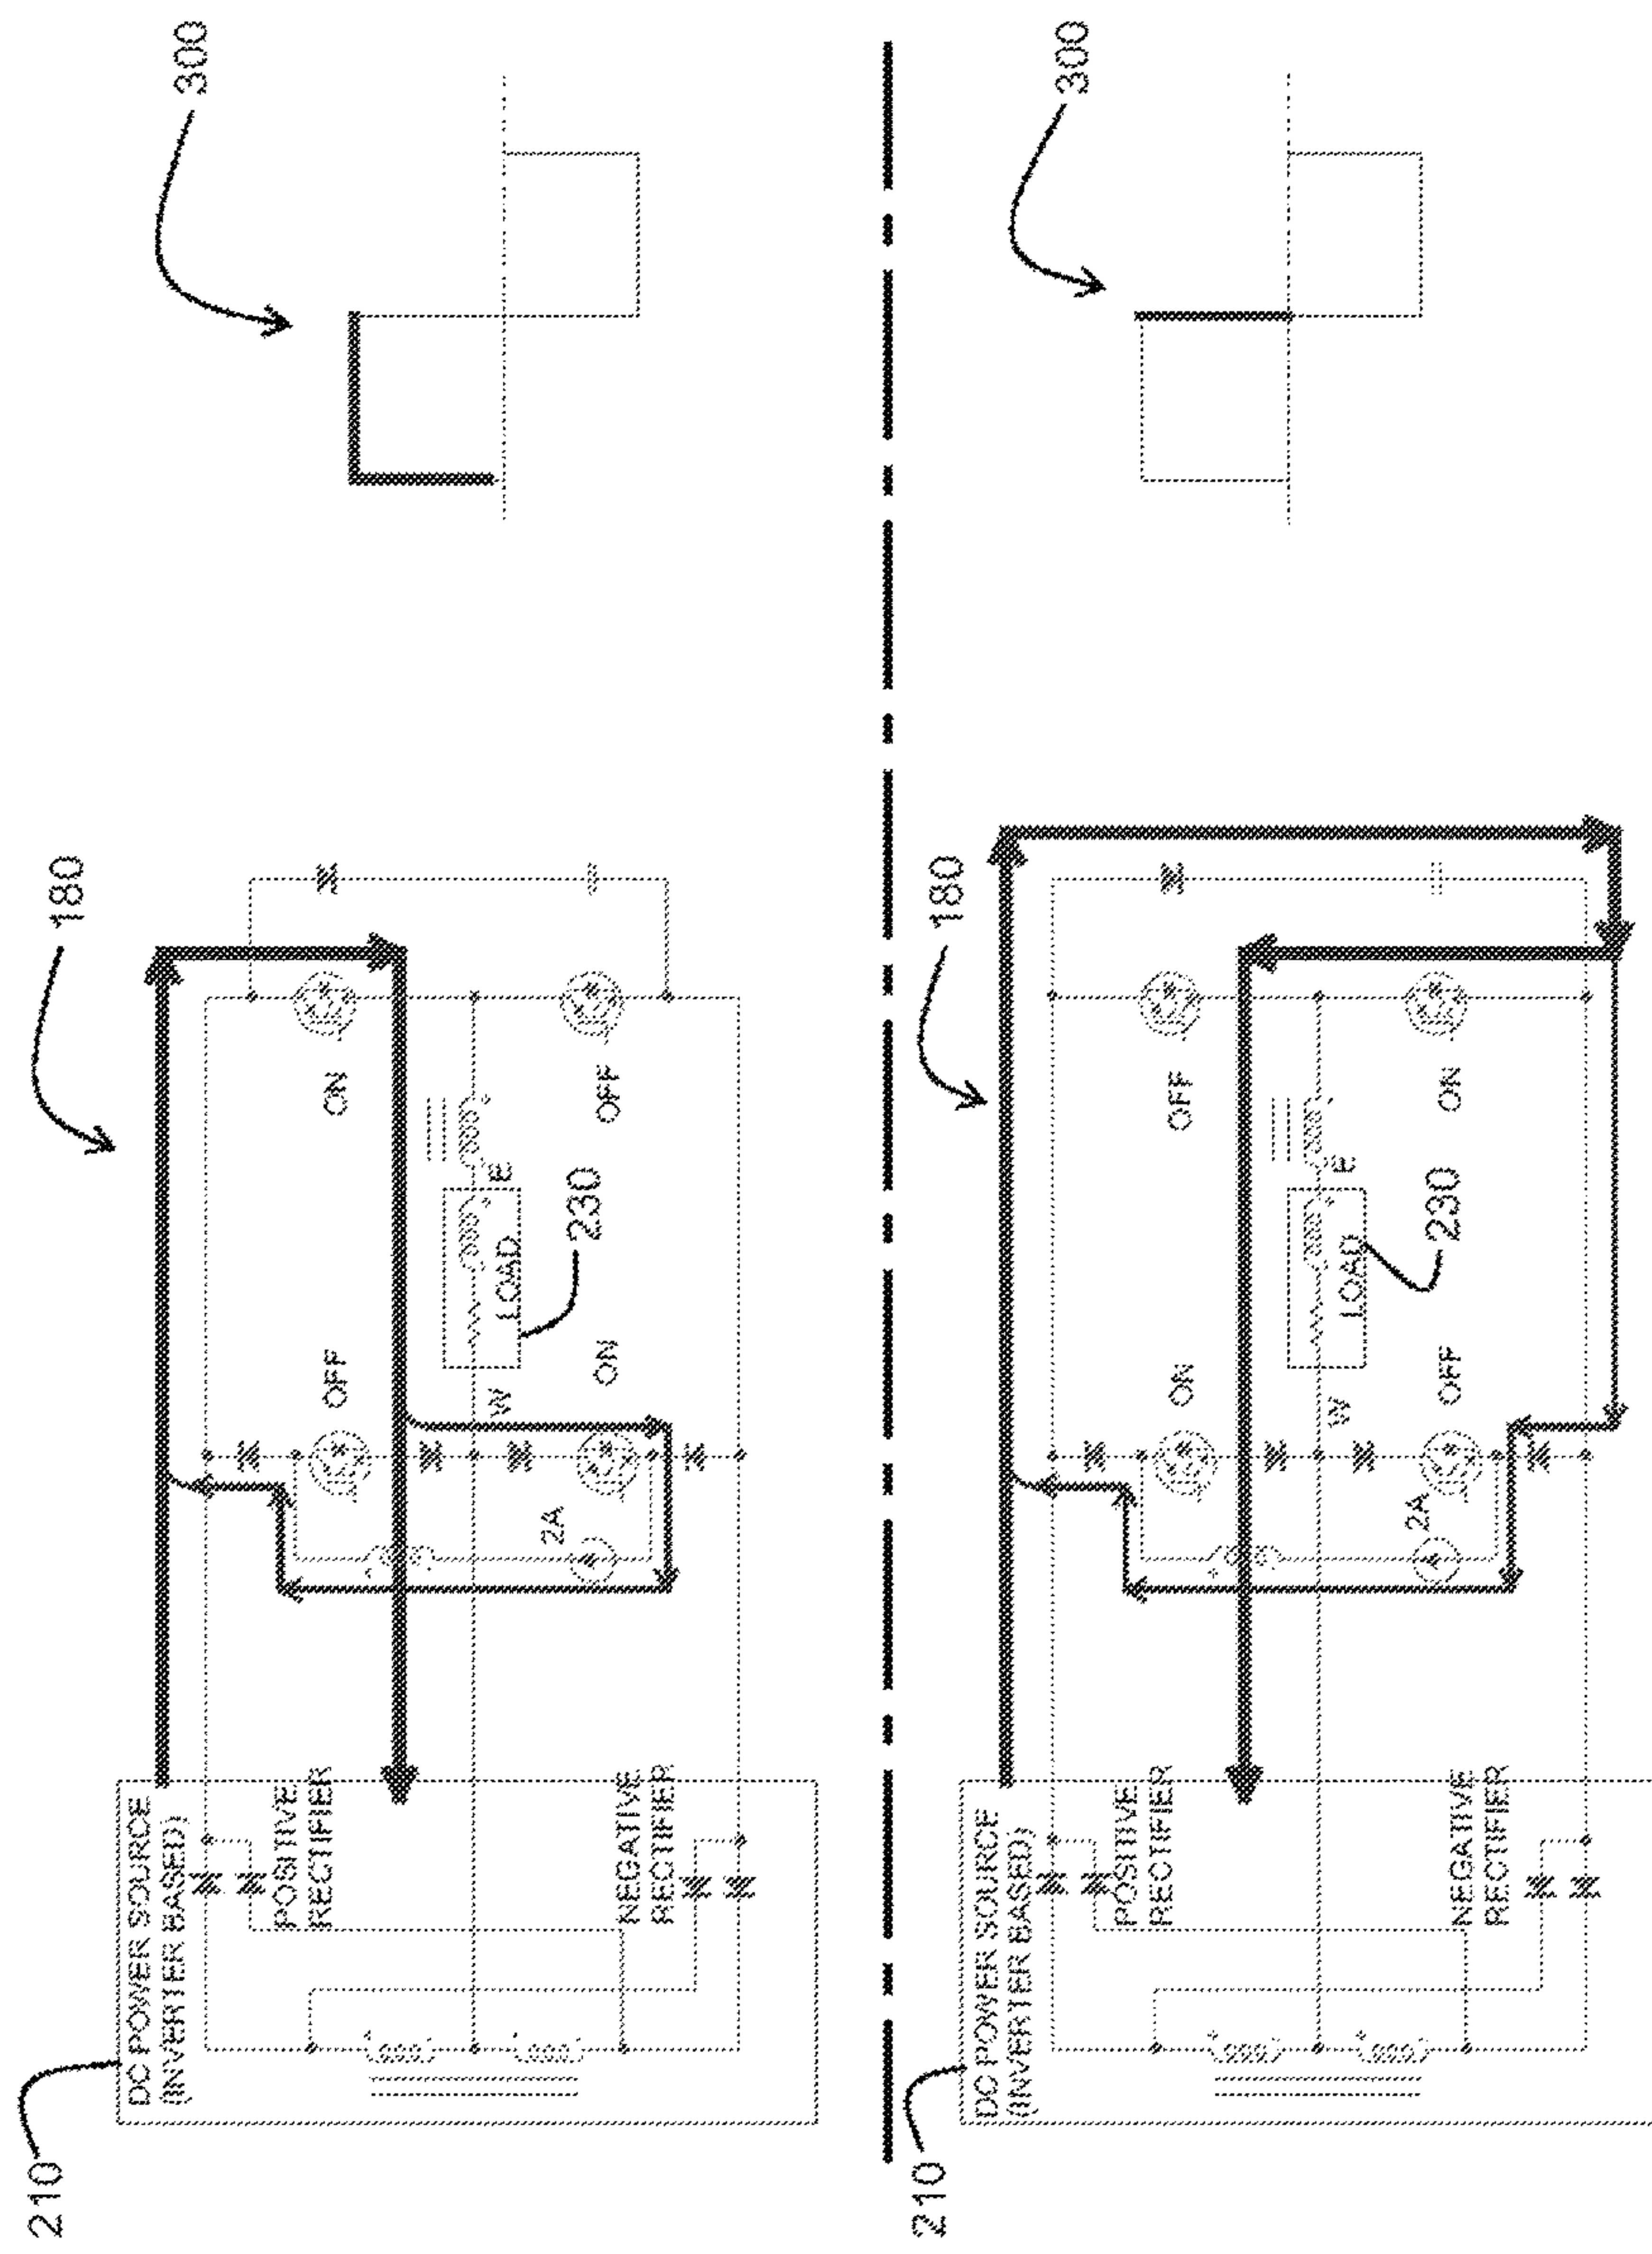 210
DC POWER SOURCE
(INVERTER BASED)
POSITIVE
RECTIFIER
NEGATIVE
RECTIFIER
180
OFF
ON
2A
W
LOAD
E
230
ON
OFF
300
210
DC POWER SOURCE
(INVERTER BASED)
POSITIVE
RECTIFIER
NEGATIVE
RECTIFIER
180
ON
OFF
2A
W
LOAD
E
230
OFF
ON
300